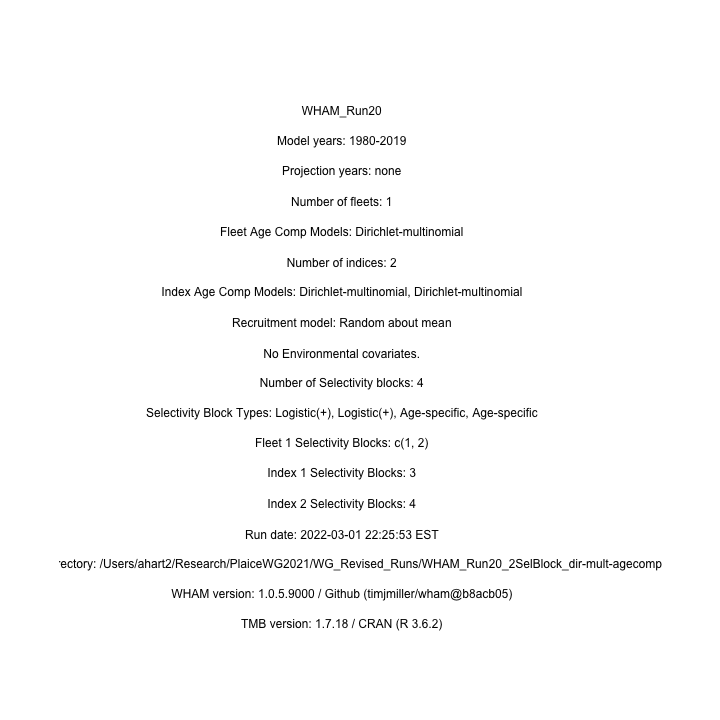 WHAM_Run20
Model years: 1980-2019
Projection years: none
Number of fleets: 1
Fleet Age Comp Models: Dirichlet-multinomial
Number of indices: 2
Index Age Comp Models: Dirichlet-multinomial, Dirichlet-multinomial
Recruitment model: Random about mean
No Environmental covariates.
Number of Selectivity blocks: 4
Selectivity Block Types: Logistic(+), Logistic(+), Age-specific, Age-specific
Fleet 1 Selectivity Blocks: c(1, 2)
Index 1 Selectivity Blocks: 3
Index 2 Selectivity Blocks: 4
Run date: 2022-03-01 22:25:53 EST
rectory: /Users/ahart2/Research/PlaiceWG2021/WG_Revised_Runs/WHAM_Run20_2SelBlock_dir-mult-agecomp
WHAM version: 1.0.5.9000 / Github (timjmiller/wham@b8acb05)
TMB version: 1.7.18 / CRAN (R 3.6.2)